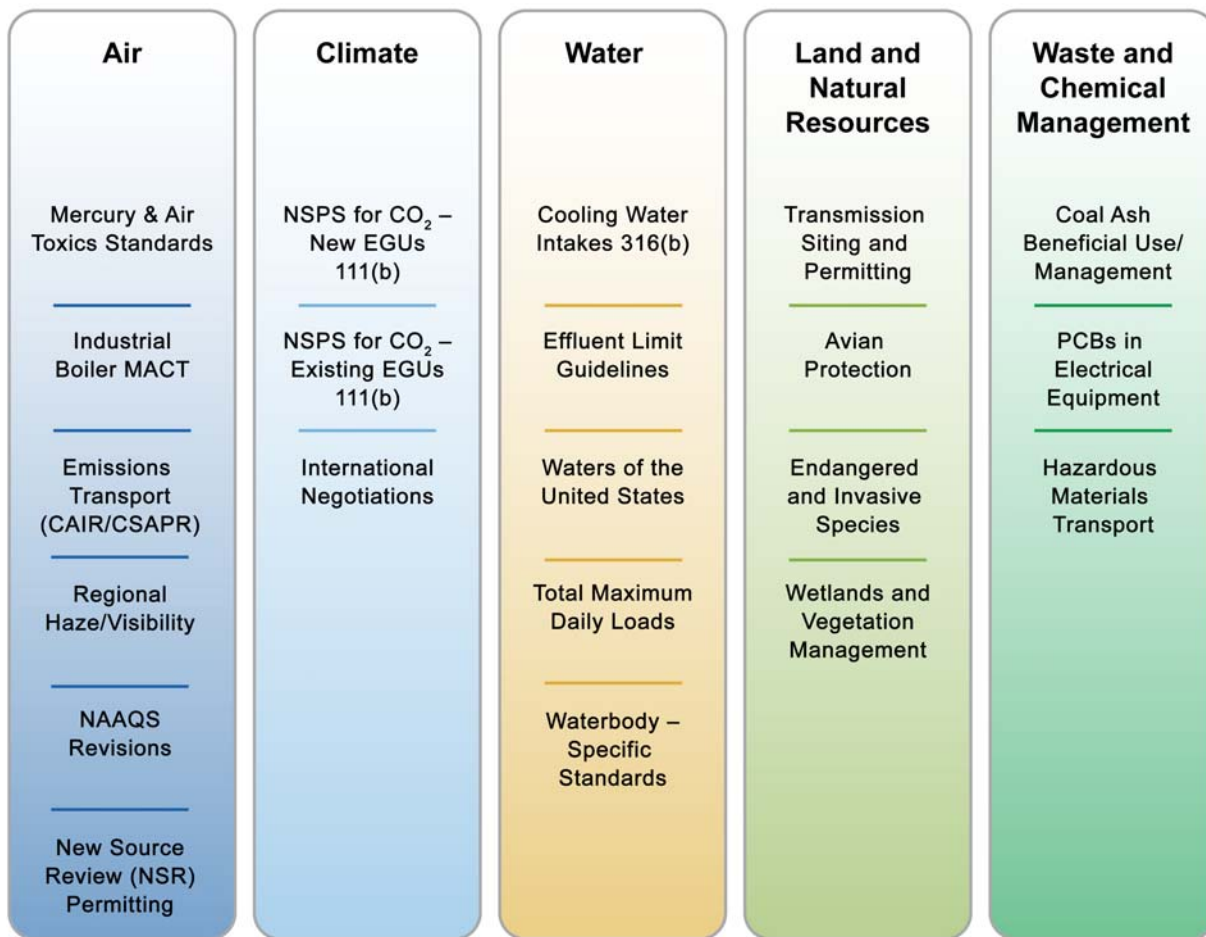 Air
Mercury & Air
Toxics Standards
Industrial
Boiler MACT
Emissions
Transport
(CAIR/CSAPR)
Regional
Haze/Visibility
NAAQS
Revisions
New Source
Review (NSR)
Permitting
Climate
NSPS for CO₂ –
New EGUs
111(b)
NSPS for CO₂ –
Existing EGUs
111(b)
International
Negotiations
Water
Cooling Water
Intakes 316(b)
Effluent Limit
Guidelines
Waters of the
United States
Total Maximum
Daily Loads
Waterbody –
Specific
Standards
Land and
Natural
Resources
Transmission
Siting and
Permitting
Avian
Protection
Endangered
and Invasive
Species
Wetlands and
Vegetation
Management
Waste and
Chemical
Management
Coal Ash
Beneficial Use/
Management
PCBs in
Electrical
Equipment
Hazardous
Materials
Transport